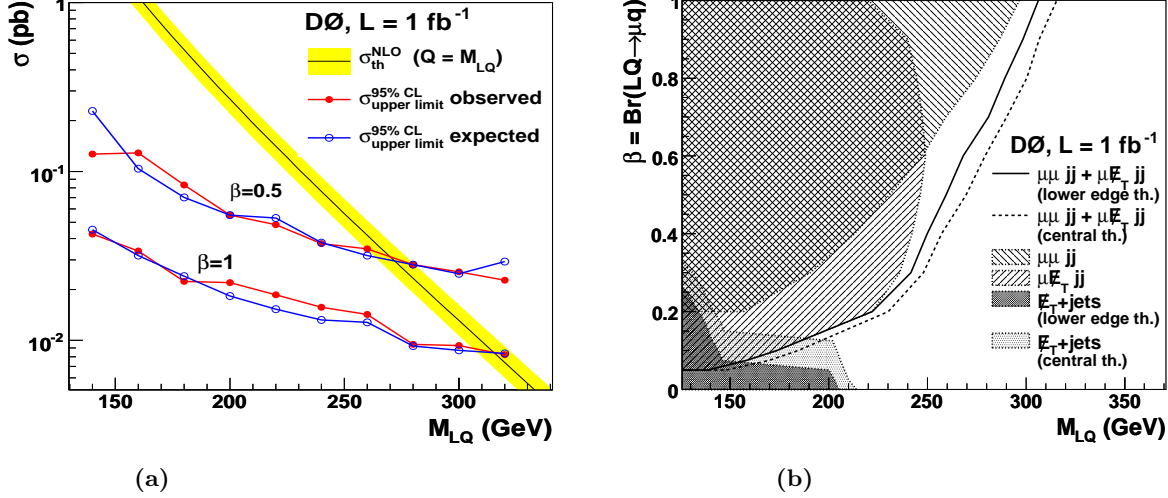 σ (pb)
1
10⁻¹
10⁻²
DØ, L = 1 fb⁻¹
σ_th^NLO (Q = M_LQ)
σ_upper limit^95% CL observed
σ_upper limit^95% CL expected
β=0.5
β=1
150 200 250 300
M_LQ (GeV)
(a)
β = Br(LQ→μq)
1
0.8
0.6
0.4
0.2
0
DØ, L = 1 fb⁻¹
μμ jj + μE̸_T jj
(lower edge th.)
μμ jj + μE̸_T jj
(central th.)
μμ jj
μE̸_T jj
E̸_T+jets
(lower edge th.)
E̸_T+jets
(central th.)
150 200 250 300 350
M_LQ (GeV)
(b)